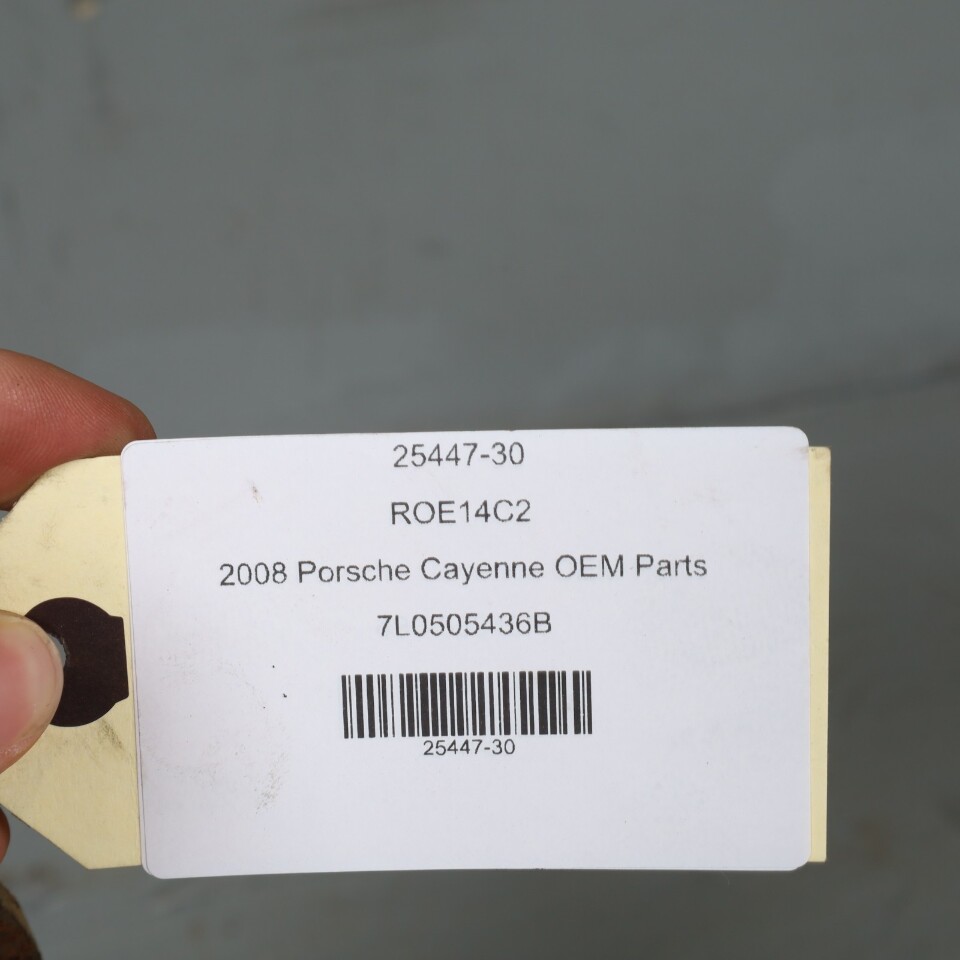 25447-30
ROE14C2
2008 Porsche Cayenne OEM Parts
7L0505436B
25447-30